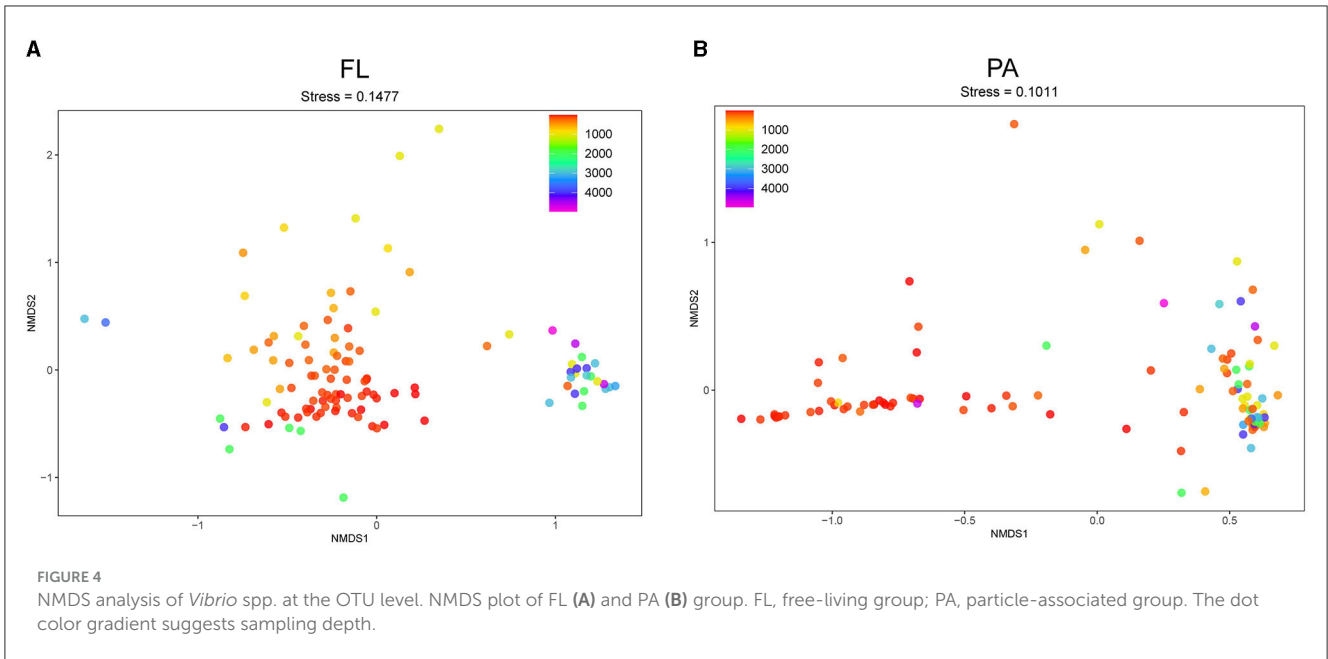 A
FL
Stress = 0.1477
1000
2000
3000
4000
2
1
0
−1
−1
0
1
NMDS2
NMDS1
B
PA
Stress = 0.1011
1000
2000
3000
4000
1
0
−1.0
−0.5
0.0
0.5
NMDS2
NMDS1
FIGURE 4
NMDS analysis of Vibrio spp. at the OTU level. NMDS plot of FL (A) and PA (B) group. FL, free-living group; PA, particle-associated group. The dot
color gradient suggests sampling depth.